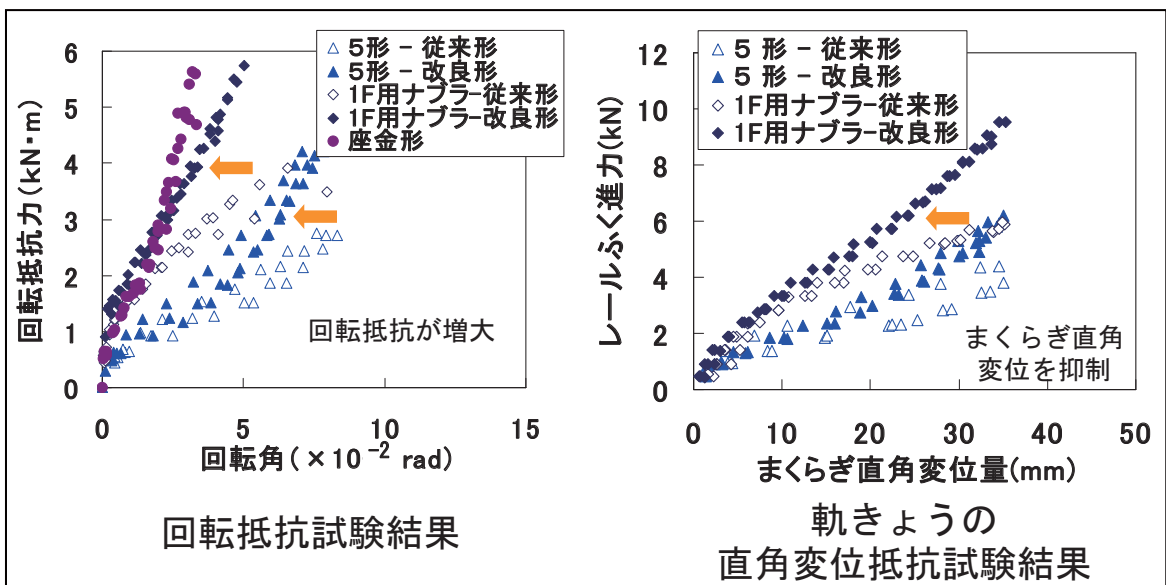 6
5
4
3
2
1
0
回転抵抗力(kN・m)
△ 5形 - 従来形
▲ 5形 - 改良形
◇ 1F用ナブラ-従来形
◆ 1F用ナブラ-改良形
● 座金形
回転抵抗が増大
0 5 10 15
回転角(×10⁻² rad)
回転抵抗試験結果
12
10
8
6
4
2
0
レールふく進力(kN)
△ 5 形 - 従来形
▲ 5 形 - 改良形
◇ 1F用ナブラ-従来形
◆ 1F用ナブラ-改良形
まくらぎ直角
変位を抑制
0 10 20 30 40 50
まくらぎ直角変位量(mm)
軌きょうの
直角変位抵抗試験結果